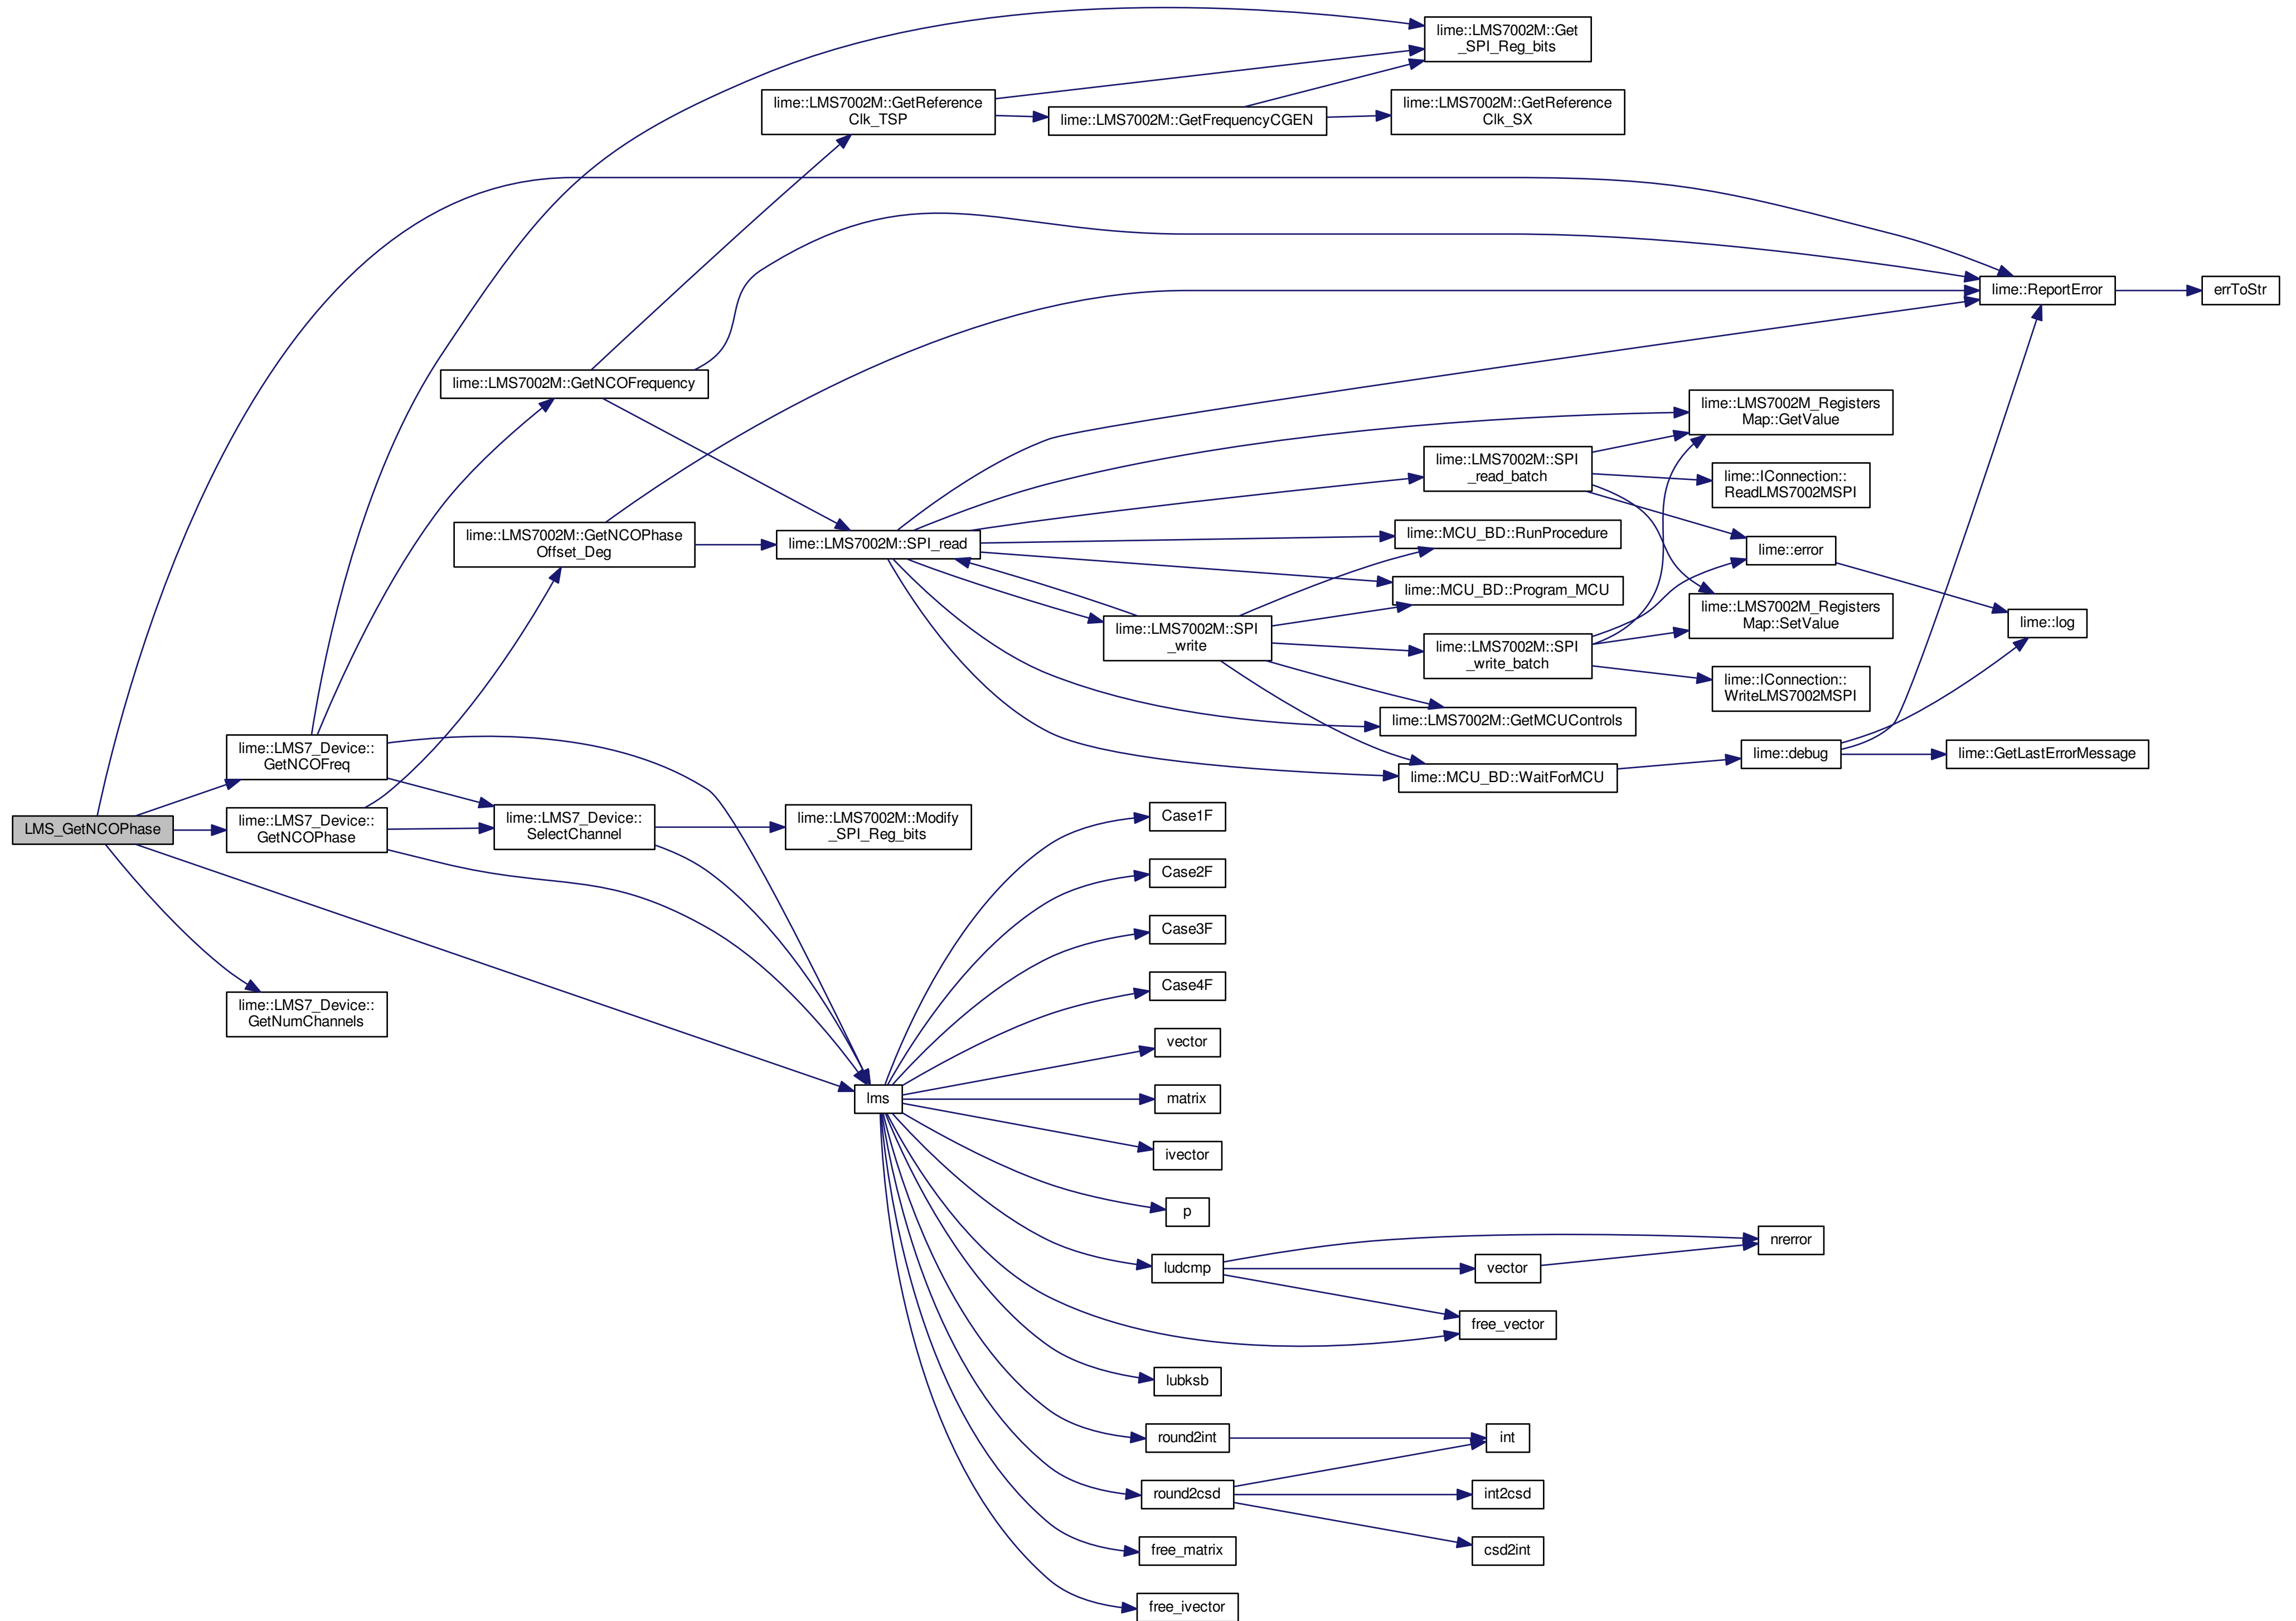 lime::LMS7002M::Get
_SPI_Reg_bits
lime::LMS7002M::GetReference
Clk_TSP
lime::LMS7002M::GetFrequencyCGEN
lime::LMS7002M::GetReference
Clk_SX
lime::ReportError
errToStr
lime::LMS7002M::GetNCOFrequency
lime::LMS7002M_Registers
Map::GetValue
lime::LMS7002M::SPI
_read_batch
lime::IConnection::
ReadLMS7002MSPI
lime::LMS7002M::GetNCOPhase
Offset_Deg
lime::LMS7002M::SPI_read
lime::MCU_BD::RunProcedure
lime::error
lime::MCU_BD::Program_MCU
lime::LMS7002M_Registers
Map::SetValue
lime::log
lime::LMS7002M::SPI
_write
lime::LMS7002M::SPI
_write_batch
lime::IConnection::
WriteLMS7002MSPI
lime::LMS7002M::GetMCUControls
lime::LMS7_Device::
GetNCOFreq
lime::debug
lime::GetLastErrorMessage
lime::MCU_BD::WaitForMCU
LMS_GetNCOPhase
lime::LMS7_Device::
GetNCOPhase
lime::LMS7_Device::
SelectChannel
lime::LMS7002M::Modify
_SPI_Reg_bits
Case1F
Case2F
Case3F
Case4F
lime::LMS7_Device::
GetNumChannels
vector
lms
matrix
ivector
p
nrerror
ludcmp
vector
free_vector
lubksb
round2int
int
round2csd
int2csd
free_matrix
csd2int
free_ivector